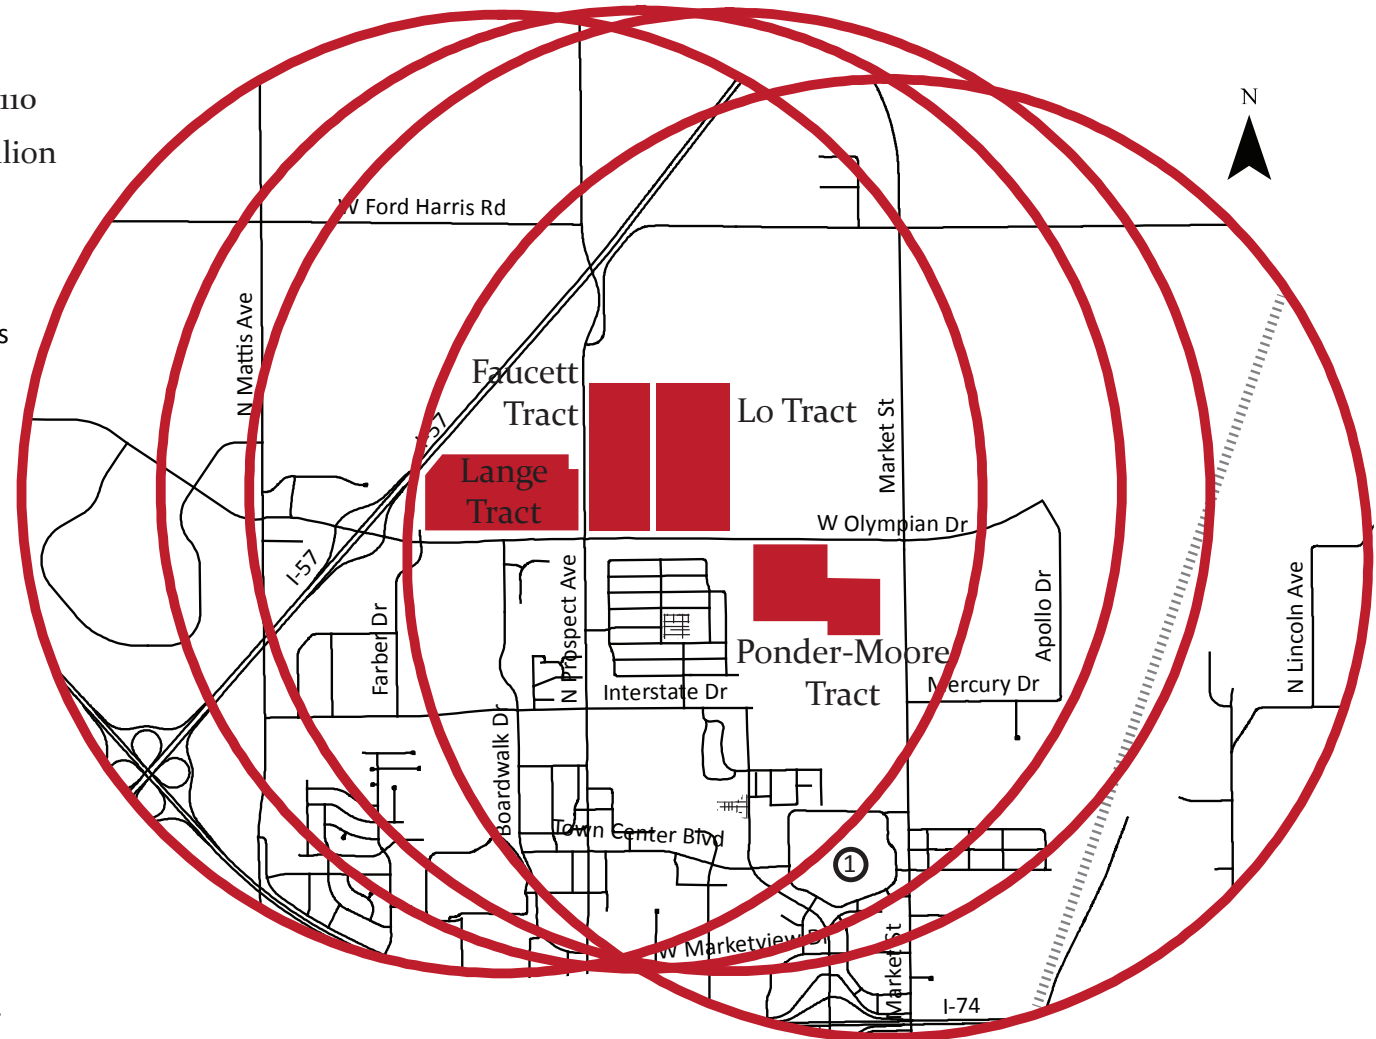 110
N
W Ford Harris Rd
N Mattis Ave
Faucett
Tract
Lo Tract
Market St
I-57
Lange
Tract
W Olympian Dr
I-57
N Prospect Ave
Farber Dr
Apollo Dr
N Lincoln Ave
Ponder-Moore
Tract
Interstate Dr
Mercury Dr
Boardwalk Dr
Town Center Blvd
1
W Marketview Dr
Market St
I-74